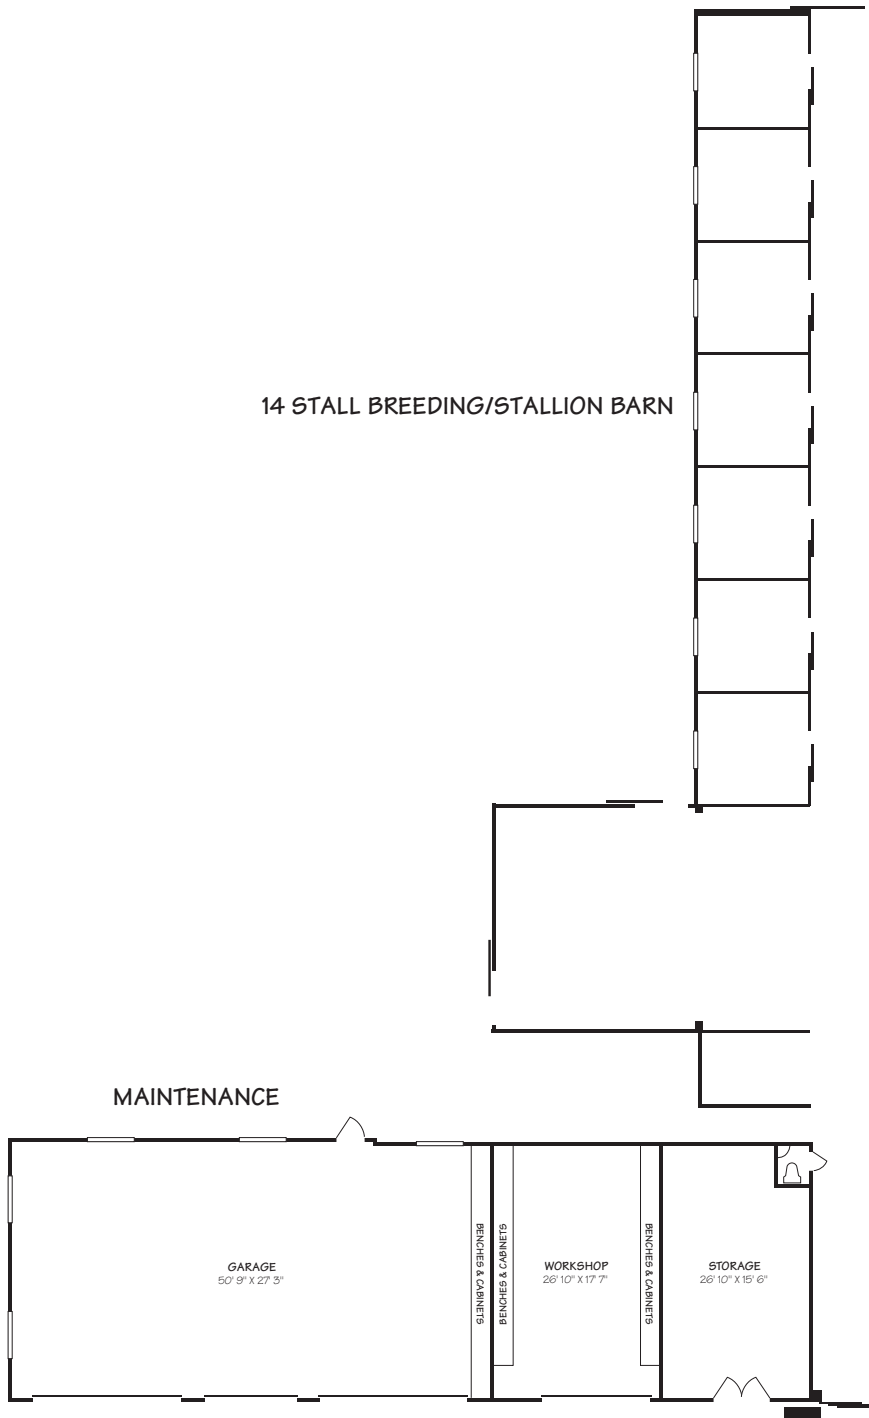 14 STALL BREEDING/STALLION BARN
MAINTENANCE
GARAGE
50' 9" X 27' 3"
BENCHES & CABINETS
BENCHES & CABINETS
WORKSHOP
26' 10" X 17' 7"
BENCHES & CABINETS
STORAGE
26' 10" X 15' 6"